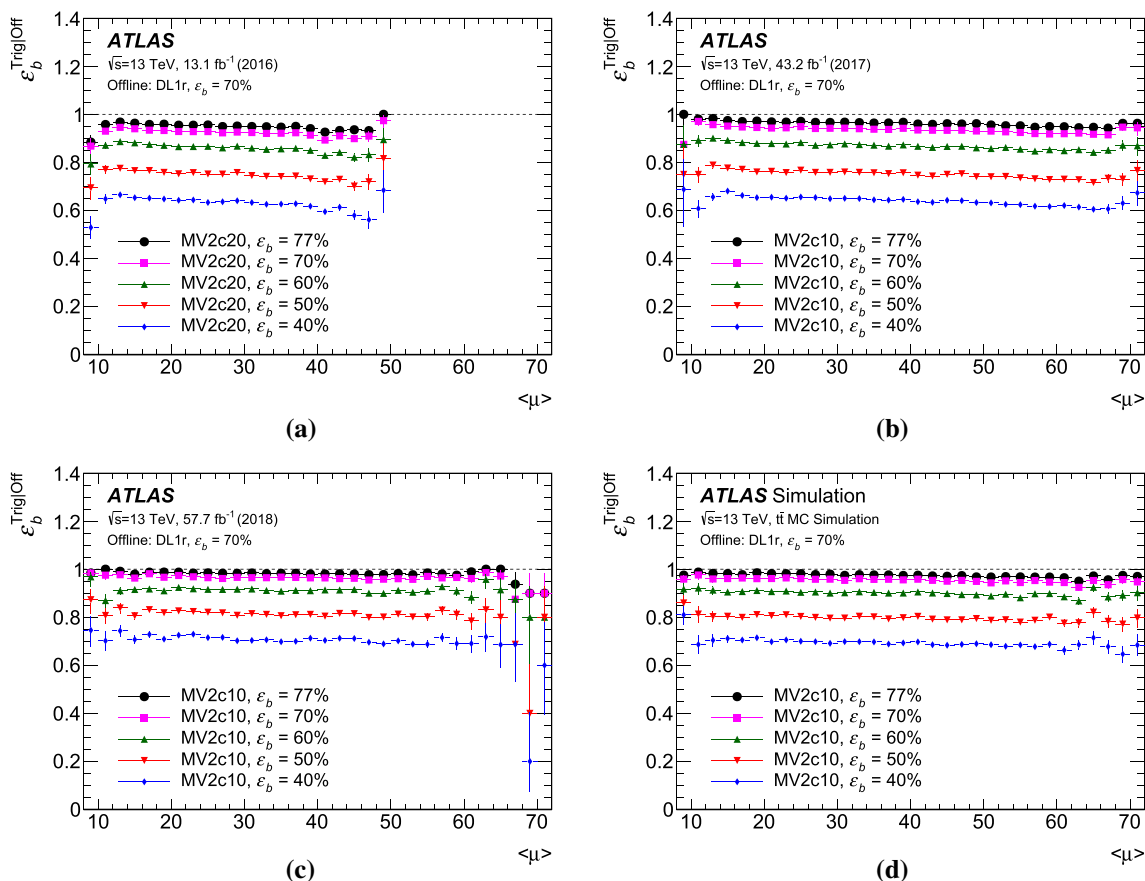 ATLAS
√s=13 TeV, 13.1 fb⁻¹ (2016)
Offline: DL1r, ε_b = 70%
ε_b^Trig|Off
1.4
1.2
1
0.8
0.6
0.4
0.2
0
MV2c20, ε_b = 77%
MV2c20, ε_b = 70%
MV2c20, ε_b = 60%
MV2c20, ε_b = 50%
MV2c20, ε_b = 40%
10 20 30 40 50 60 70
<μ>
(a)
ATLAS
√s=13 TeV, 43.2 fb⁻¹ (2017)
Offline: DL1r, ε_b = 70%
ε_b^Trig|Off
1.4
1.2
1
0.8
0.6
0.4
0.2
0
MV2c10, ε_b = 77%
MV2c10, ε_b = 70%
MV2c10, ε_b = 60%
MV2c10, ε_b = 50%
MV2c10, ε_b = 40%
10 20 30 40 50 60 70
<μ>
(b)
ATLAS
√s=13 TeV, 57.7 fb⁻¹ (2018)
Offline: DL1r, ε_b = 70%
ε_b^Trig|Off
1.4
1.2
1
0.8
0.6
0.4
0.2
0
MV2c10, ε_b = 77%
MV2c10, ε_b = 70%
MV2c10, ε_b = 60%
MV2c10, ε_b = 50%
MV2c10, ε_b = 40%
10 20 30 40 50 60 70
<μ>
(c)
ATLAS Simulation
√s=13 TeV, tt̄ MC Simulation
Offline: DL1r, ε_b = 70%
ε_b^Trig|Off
1.4
1.2
1
0.8
0.6
0.4
0.2
0
MV2c10, ε_b = 77%
MV2c10, ε_b = 70%
MV2c10, ε_b = 60%
MV2c10, ε_b = 50%
MV2c10, ε_b = 40%
10 20 30 40 50 60 70
<μ>
(d)